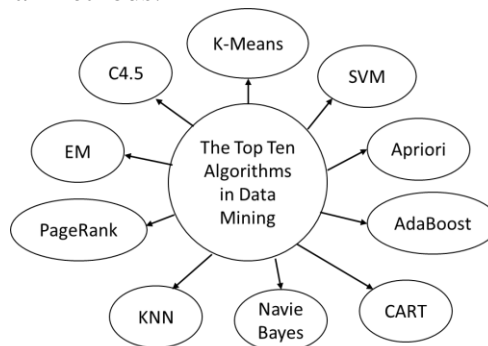 K-Means
C4.5
SVM
EM
The Top Ten
Algorithms
in Data
Mining
Apriori
PageRank
AdaBoost
KNN
Navie
Bayes
CART